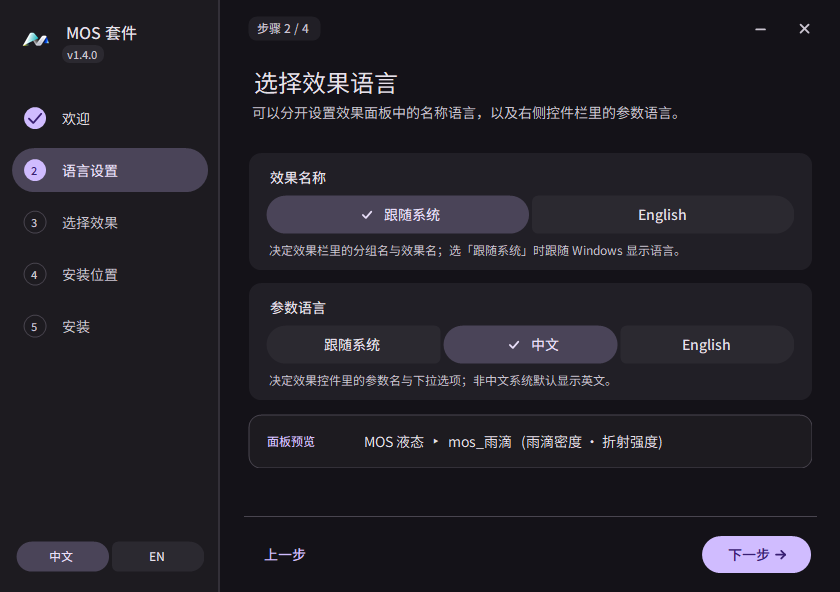 MOS 套件
v1.4.0
欢迎
2 语言设置
3 选择效果
4 安装位置
5 安装
中文
EN
步骤 2 / 4
选择效果语言
可以分开设置效果面板中的名称语言，以及右侧控件栏里的参数语言。
效果名称
跟随系统
English
决定效果栏里的分组名与效果名；选「跟随系统」时跟随 Windows 显示语言。
参数语言
跟随系统
中文
English
决定效果控件里的参数名与下拉选项；非中文系统默认显示英文。
面板预览
MOS 液态 ‣ mos_雨滴 (雨滴密度 · 折射强度)
上一步
下一步 →